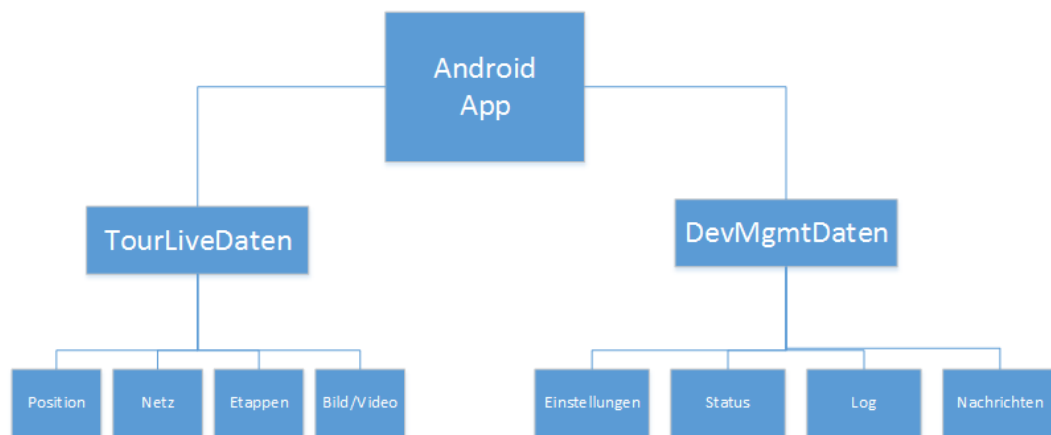 Android
App
TourLiveDaten
DevMgmtDaten
Position
Netz
Etappen
Bild/Video
Einstellungen
Status
Log
Nachrichten